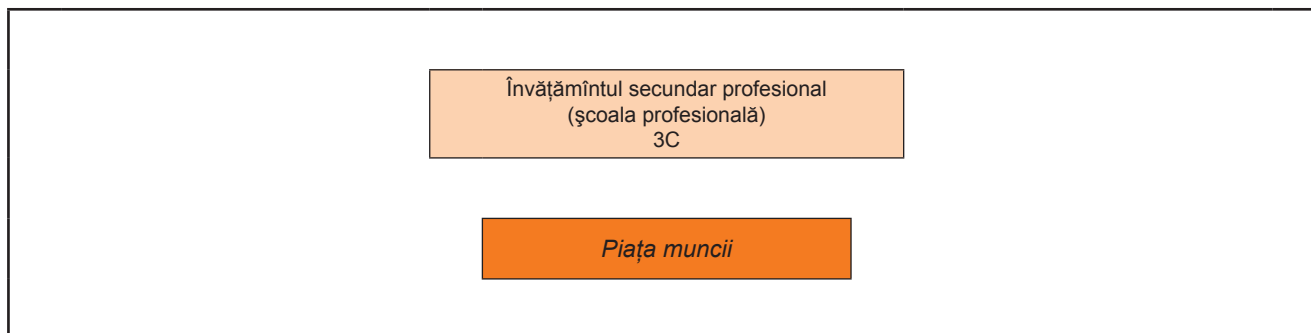 Învățămîntul secundar profesional
(şcoala profesională)
3C
Piața muncii